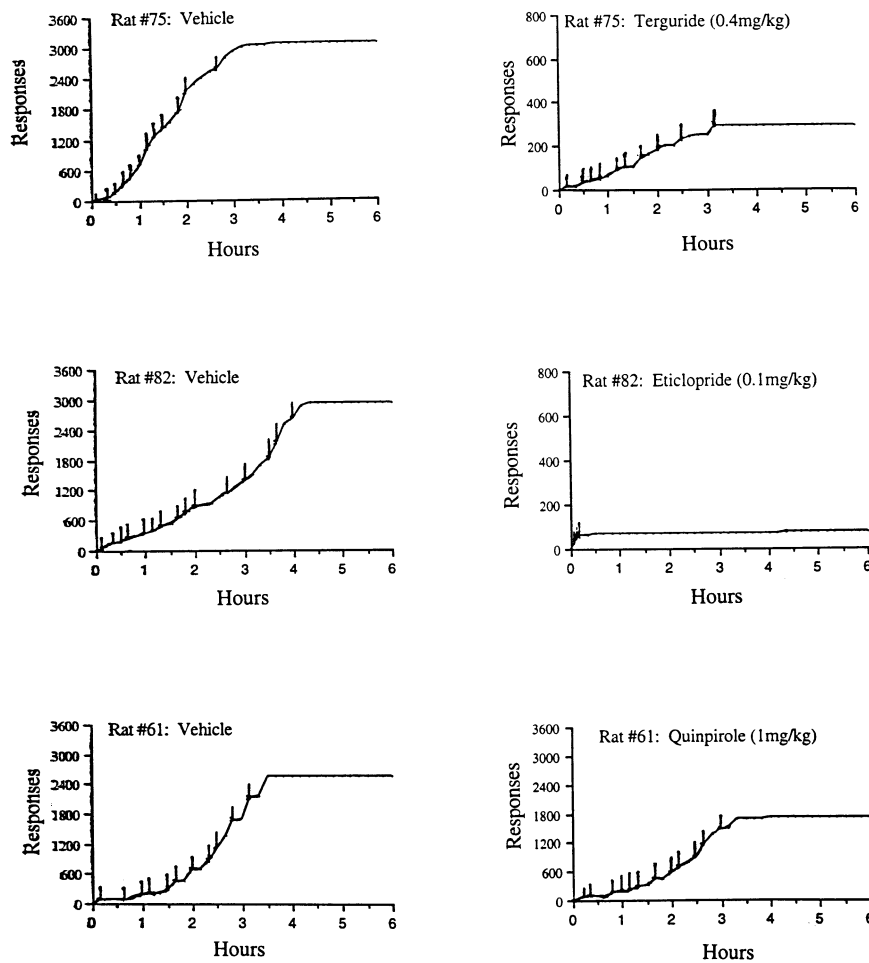 Rat #75: Vehicle
3600
3000
2400
1800
1200
600
0
Responses
0 1 2 3 4 5 6
Hours
Rat #75: Terguride (0.4mg/kg)
800
600
400
200
0
Responses
0 1 2 3 4 5 6
Hours
Rat #82: Vehicle
3600
3000
2400
1800
1200
600
0
Responses
0 1 2 3 4 5 6
Hours
Rat #82: Eticlopride (0.1mg/kg)
800
600
400
200
0
Responses
0 1 2 3 4 5 6
Hours
Rat #61: Vehicle
3600
3000
2400
1800
1200
600
0
Responses
0 1 2 3 4 5 6
Hours
Rat #61: Quinpirole (1mg/kg)
3600
3000
2400
1800
1200
600
0
Responses
0 1 2 3 4 5 6
Hours